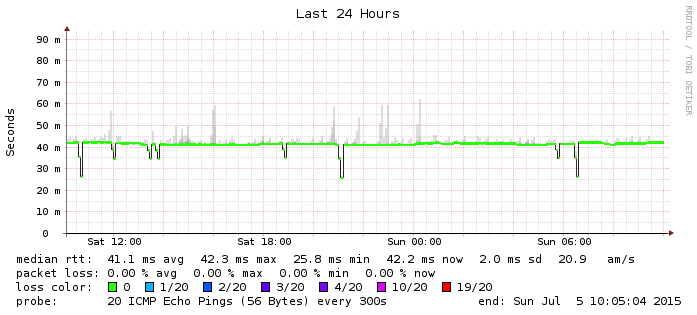 Last 24 Hours
RRDTOOL / TOBI OETIKER
Seconds
90 m
80 m
70 m
60 m
50 m
40 m
30 m
20 m
10 m
0
Sat 12:00 Sat 18:00 Sun 00:00 Sun 06:00
median rtt: 41.1 ms avg 42.3 ms max 25.8 ms min 42.2 ms now 2.0 ms sd 20.9 am/s
packet loss: 0.00 % avg 0.00 % max 0.00 % min 0.00 % now
loss color: 0 1/20 2/20 3/20 4/20 10/20 19/20
probe: 20 ICMP Echo Pings (56 Bytes) every 300s end: Sun Jul 5 10:05:04 2015